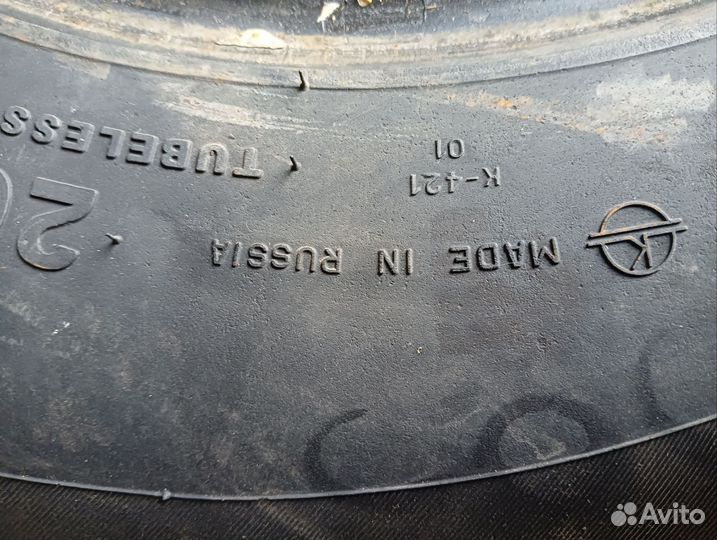 K
MADE IN RUSSIA
K-421
01
TUBELESS
Avito